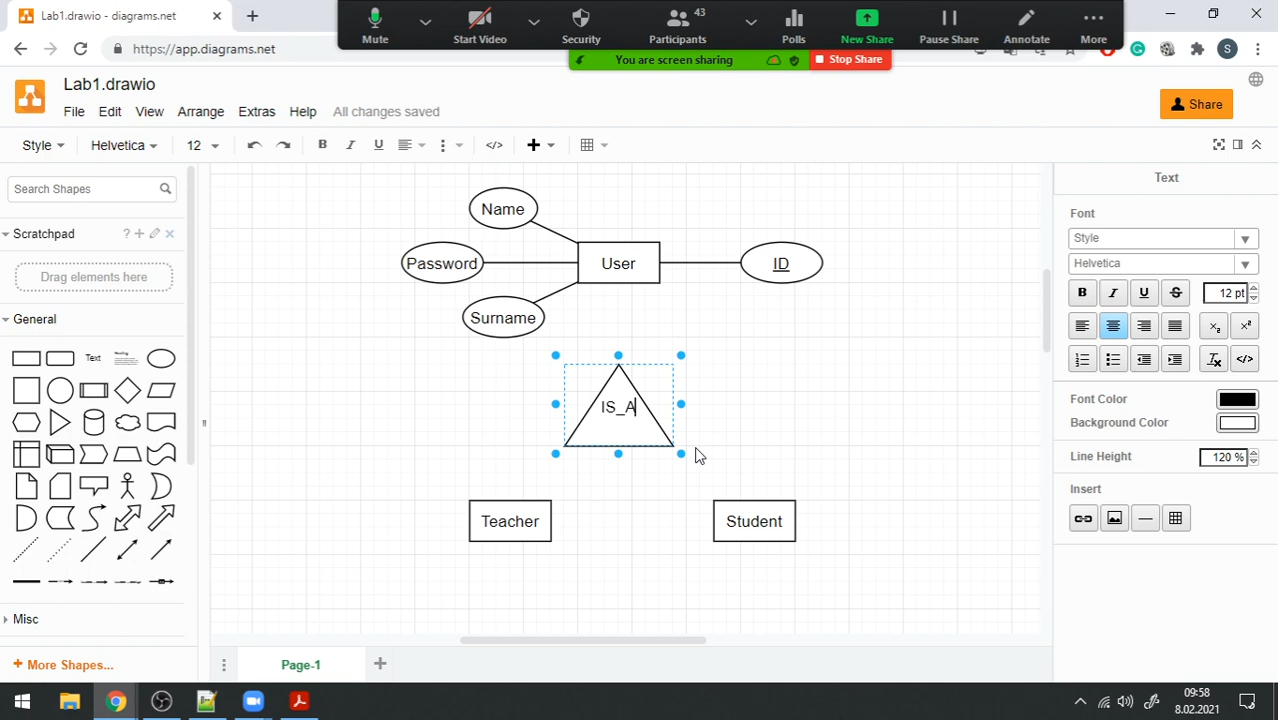 Lab1.drawio - diagrams.net
43
Mute
Start Video
Security
Participants
Polls
New Share
Pause Share
Annotate
More
https://app.diagrams.net
You are screen sharing
Stop Share
S
Lab1.drawio
File
Edit
View
Arrange
Extras
Help
All changes saved
Share
Style
Helvetica
12
B
I
U
</>
Search Shapes
Scratchpad
?
Drag elements here
General
Text
Heading
Misc
+ More Shapes...
Name
Password
Surname
User
ID
IS_A
Teacher
Student
Page-1
Text
Font
Style
Helvetica
B
I
U
S
12 pt
Font Color
Background Color
Line Height
120 %
Insert
09:58
8.02.2021